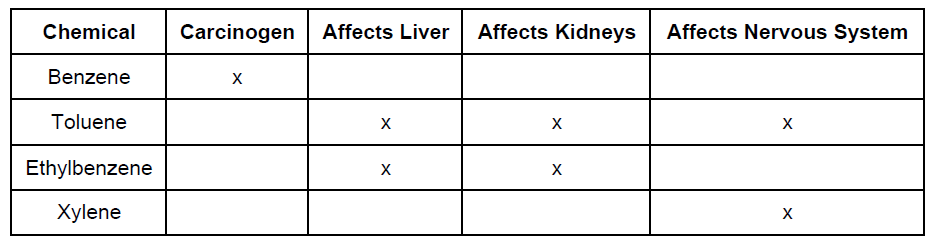 Chemical Carcinogen Affects Liver Affects Kidneys Affects Nervous System
Benzene x
Toluene x x x
Ethylbenzene x x
Xylene x